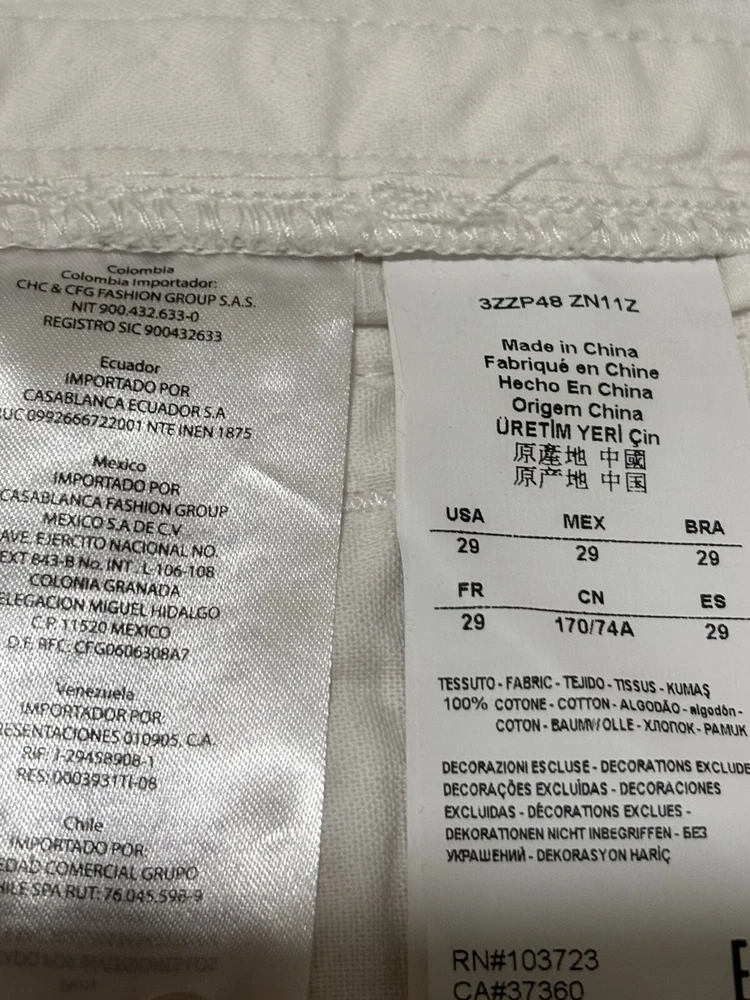 Colombia
Colombia Importador:
CHC & CFG FASHION GROUP S.A.S.
NIT 900.432.633-0
REGISTRO SIC 900432633
Ecuador
IMPORTADO POR
CASABLANCA ECUADOR S.A
RUC 0992666722001 NTE INEN 1875
Mexico
IMPORTADO POR
CASABLANCA FASHION GROUP
MEXICO S.A DE C.V.
AVE. EJERCITO NACIONAL NO.
EXT 843-B No. INT . L-106-108
COLONIA GRANADA
ELEGACION MIGUEL HIDALGO
C.P. 11520 MEXICO
D.F. RFC: CFG0606308A7
Venezuela
IMPORTADOR POR:
RESENTACIONES 010905, C.A.
RIF: J-29458908-1
RES: 0003931TI-08
Chile
IMPORTADO POR:
EDAD COMERCIAL GRUPO
HILE SPA RUT: 76.045.598-9
3ZZP48 ZN11Z
Made in China
Fabriqué en Chine
Hecho En China
Origem China
ÜRETİM YERİ Çin
原產地 中國
原产地 中国
USA MEX BRA
29 29 29
FR CN ES
29 170/74A 29
TESSUTO - FABRIC - TEJIDO - TISSUS - KUMAŞ
100% COTONE - COTTON - ALGODÃO - algodón -
COTON - BAUMWOLLE - ХЛОПОК - PAMUK
DECORAZIONI ESCLUSE - DECORATIONS EXCLUDE
DECORAÇÕES EXCLUÌDAS - DECORACIONES
EXCLUIDAS - DÉCORATIONS EXCLUES -
DEKORATIONEN NICHT INBEGRIFFEN - БЕЗ
УКРАШЕНИЙ - DEKORASYON HARİÇ
RN#103723
CA#37360